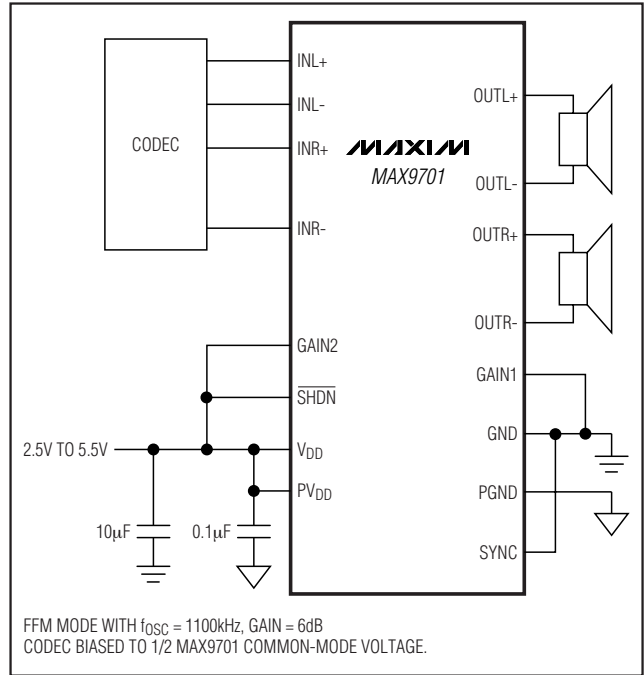 CODEC
INL+
INL-
INR+
INR-
MAXIM
MAX9701
OUTL+
OUTL-
OUTR+
OUTR-
GAIN2
SHDN
VDD
PVDD
GAIN1
GND
PGND
SYNC
2.5V TO 5.5V
10μF
0.1μF
FFM MODE WITH fOSC = 1100kHz, GAIN = 6dB
CODEC BIASED TO 1/2 MAX9701 COMMON-MODE VOLTAGE.